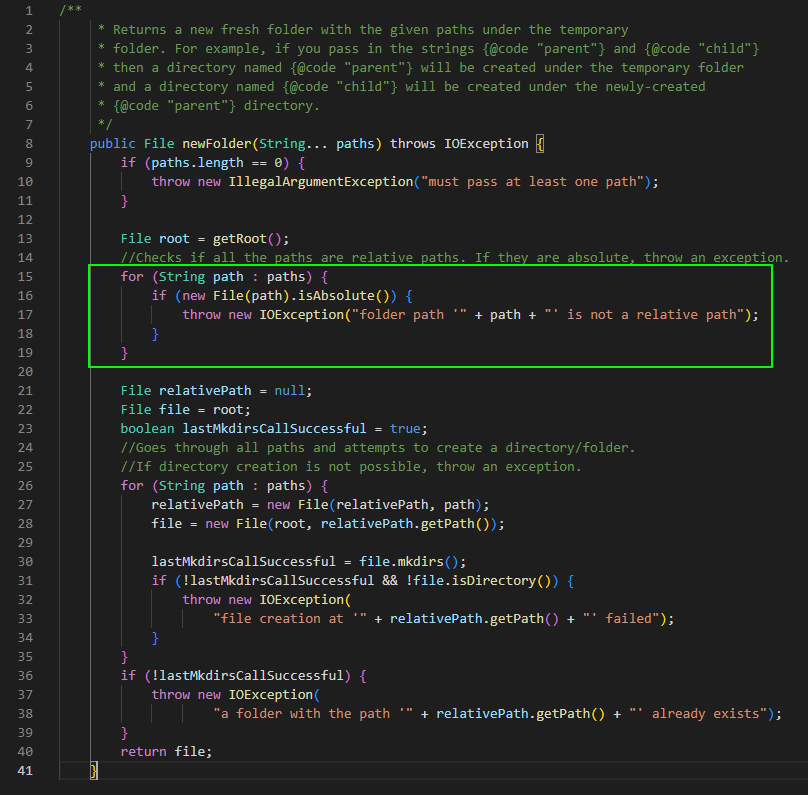 1 /**
2 * Returns a new fresh folder with the given paths under the temporary
3 * folder. For example, if you pass in the strings {@code "parent"} and {@code "child"}
4 * then a directory named {@code "parent"} will be created under the temporary folder
5 * and a directory named {@code "child"} will be created under the newly-created
6 * {@code "parent"} directory.
7 */
8 public File newFolder(String... paths) throws IOException {
9 if (paths.length == 0) {
10 throw new IllegalArgumentException("must pass at least one path");
11 }
12
13 File root = getRoot();
14 //Checks if all the paths are relative paths. If they are absolute, throw an exception.
15 for (String path : paths) {
16 if (new File(path).isAbsolute()) {
17 throw new IOException("folder path '" + path + "' is not a relative path");
18 }
19 }
20
21 File relativePath = null;
22 File file = root;
23 boolean lastMkdirsCallSuccessful = true;
24 //Goes through all paths and attempts to create a directory/folder.
25 //If directory creation is not possible, throw an exception.
26 for (String path : paths) {
27 relativePath = new File(relativePath, path);
28 file = new File(root, relativePath.getPath());
29
30 lastMkdirsCallSuccessful = file.mkdirs();
31 if (!lastMkdirsCallSuccessful && !file.isDirectory()) {
32 throw new IOException(
33 "file creation at '" + relativePath.getPath() + "' failed");
34 }
35 }
36 if (!lastMkdirsCallSuccessful) {
37 throw new IOException(
38 "a folder with the path '" + relativePath.getPath() + "' already exists");
39 }
40 return file;
41 }